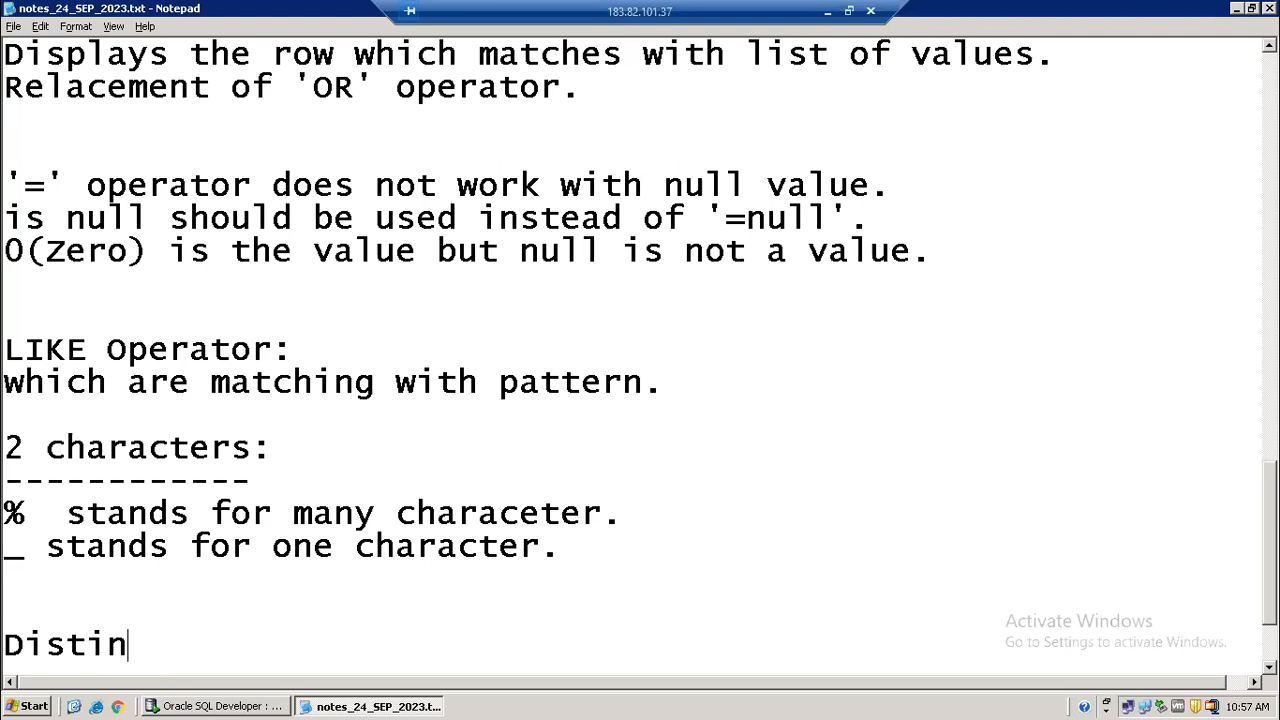 notes_24_SEP_2023.txt - Notepad
183.82.101.37
File Edit Format View Help
Displays the row which matches with list of values.
Relacement of 'OR' operator.
'=' operator does not work with null value.
is null should be used instead of '=null'.
0(Zero) is the value but null is not a value.
LIKE Operator:
which are matching with pattern.
2 characters:
------------
%  stands for many characeter.
_ stands for one character.
Distin
Activate Windows
Go to Settings to activate Windows.
Start
Oracle SQL Developer : ...
notes_24_SEP_2023.t...
10:57 AM